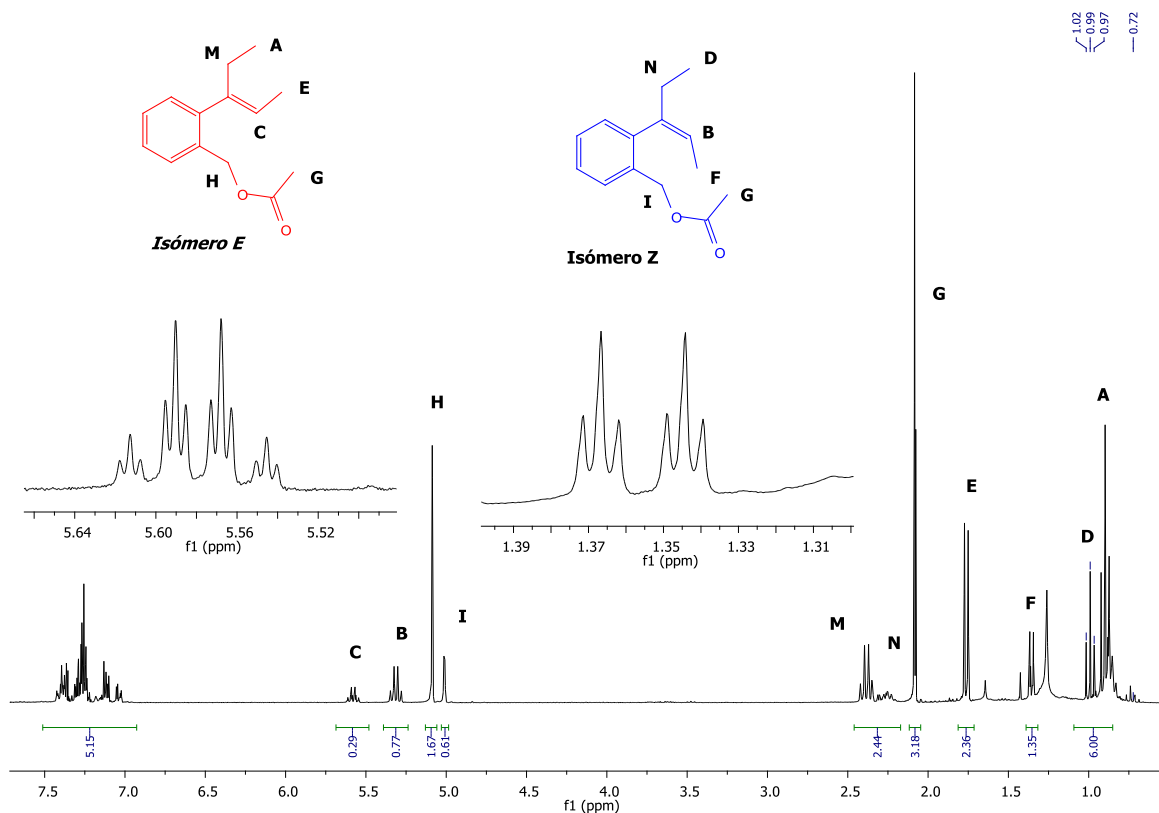 1.02
0.99
0.97
0.72
A
M
E
C
H
G
O
O
Isómero E
D
N
B
F
I
G
O
O
Isómero Z
5.64
5.60
5.56
5.52
f1 (ppm)
1.39
1.37
1.35
1.33
1.31
f1 (ppm)
C
B
H
I
M
N
G
E
F
D
A
5.15
0.29
0.77
1.67
0.61
2.44
3.18
2.36
1.35
6.00
7.5
7.0
6.5
6.0
5.5
5.0
4.5
4.0
3.5
3.0
2.5
2.0
1.5
1.0
f1 (ppm)